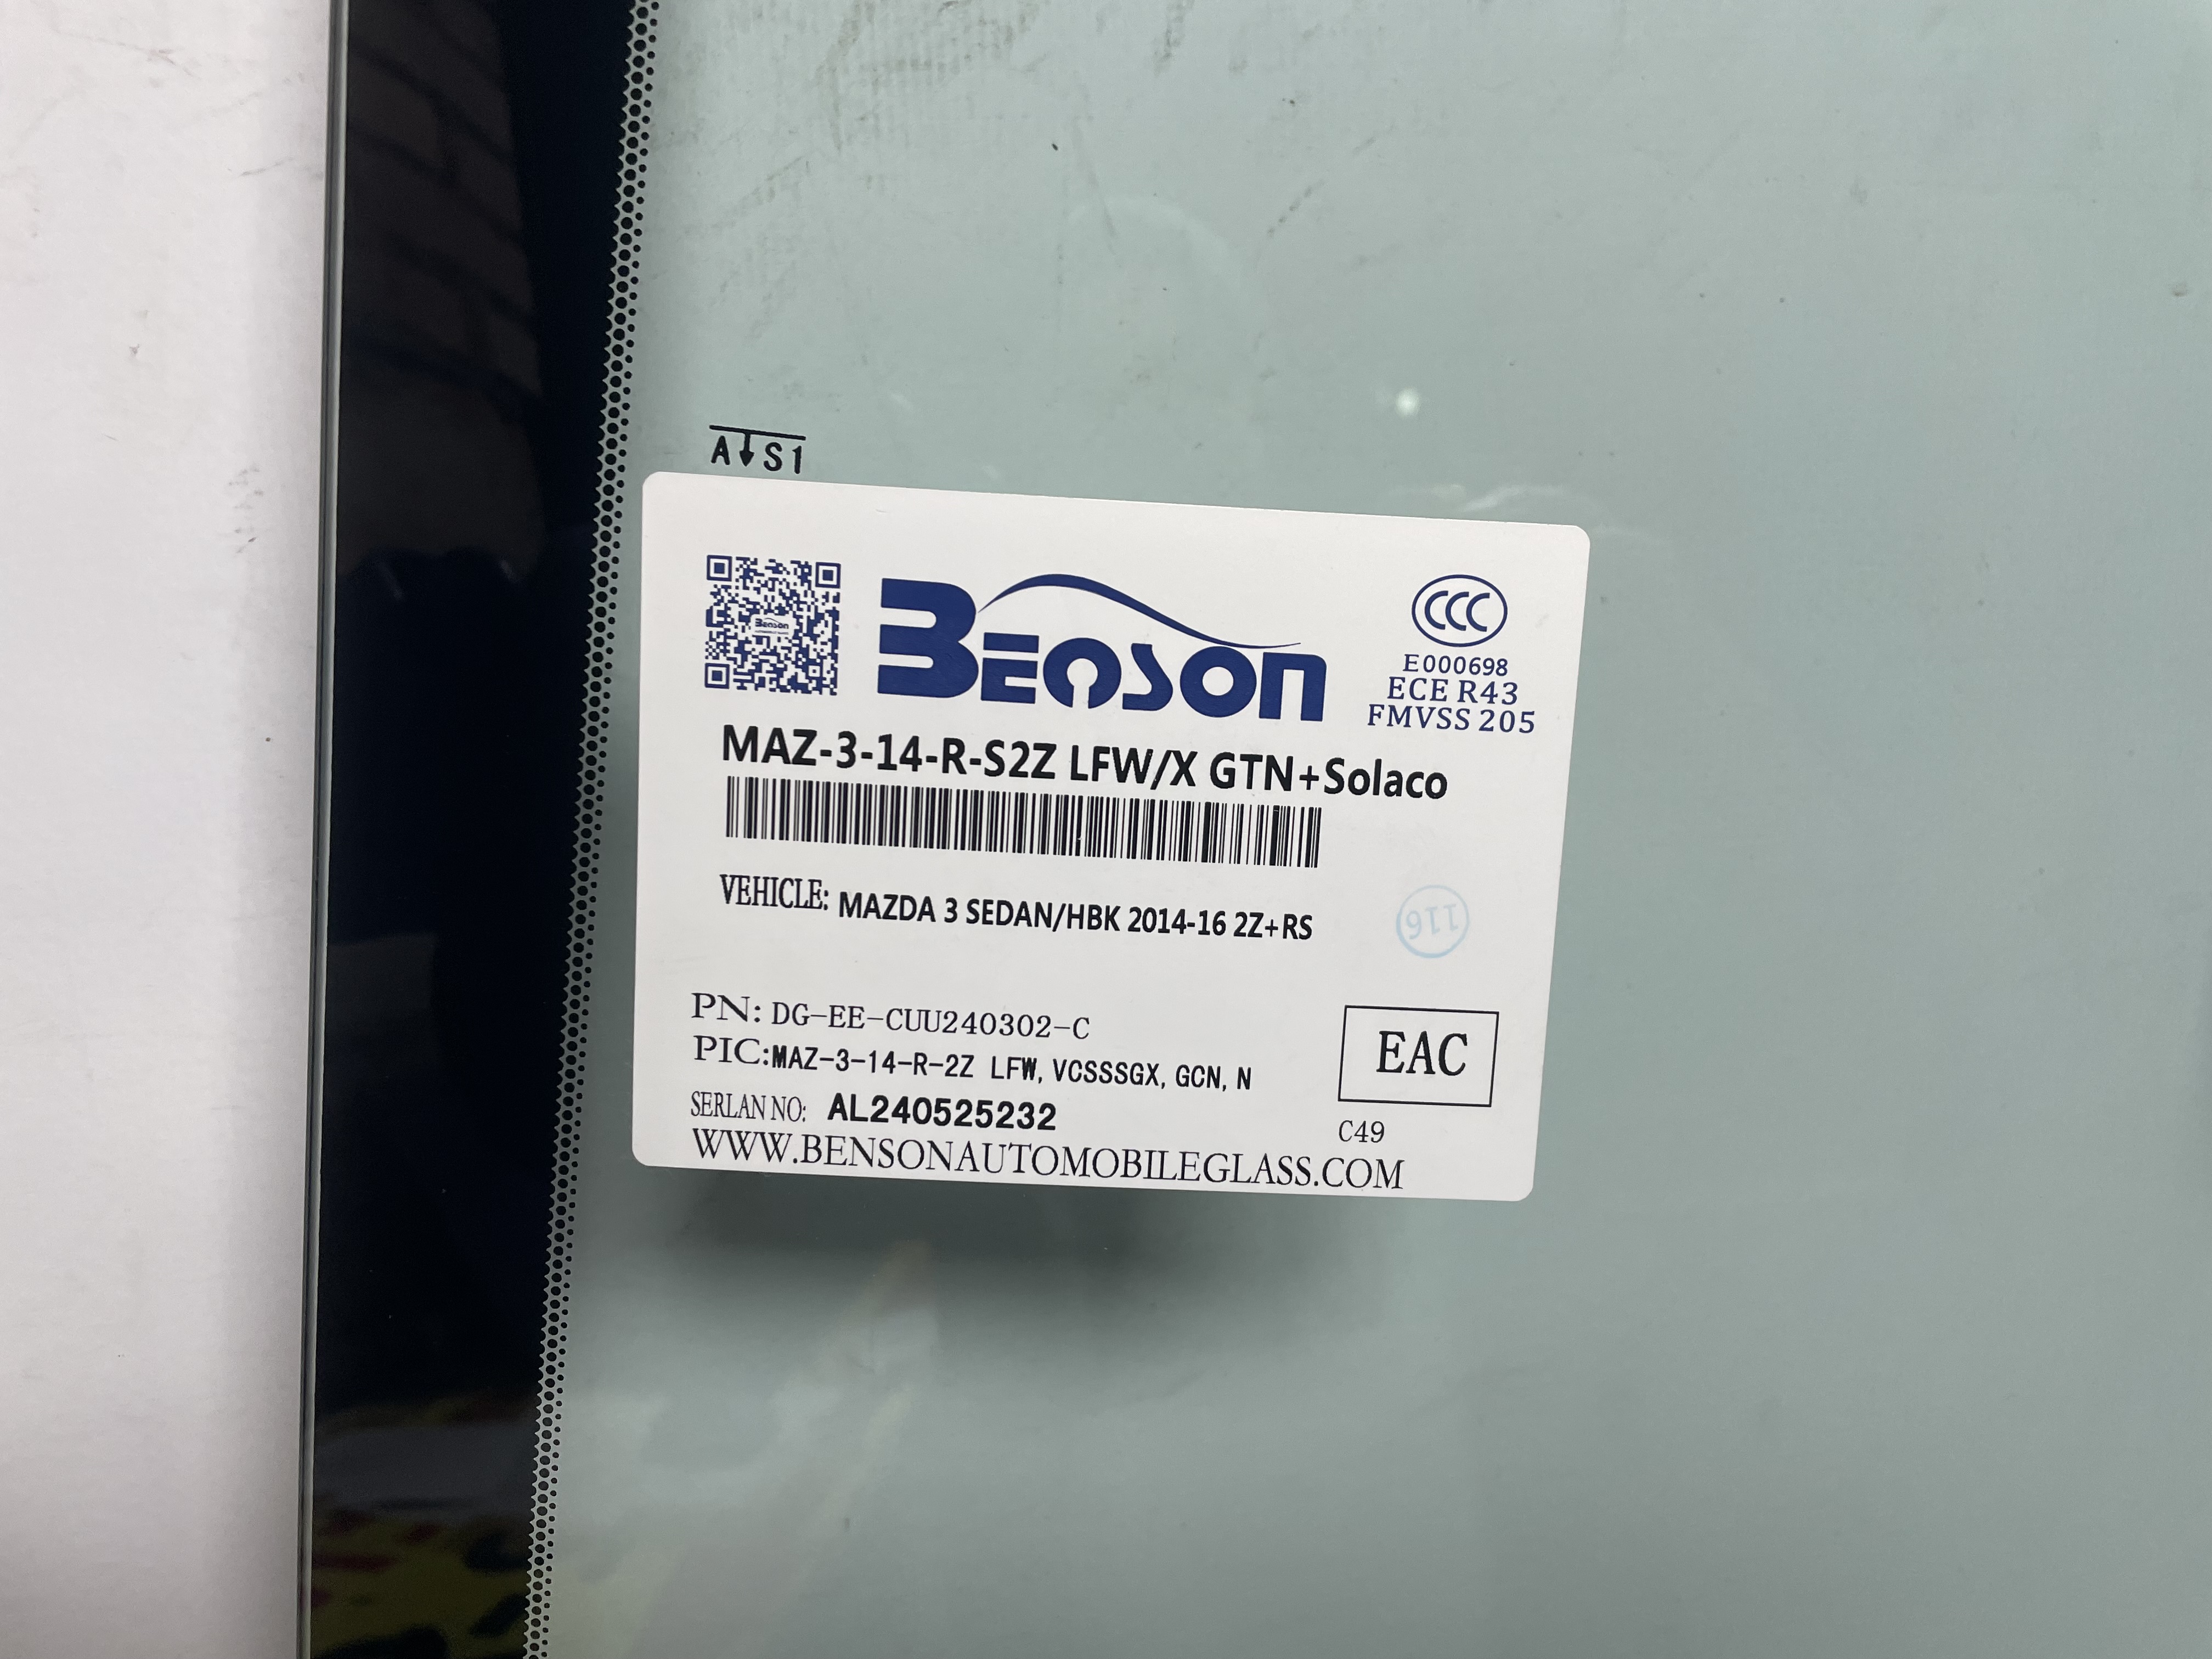 A↓S1
Benson
BENSON
CCC
E000698
ECE R43
FMVSS 205
MAZ-3-14-R-S2Z LFW/X GTN+Solaco
VEHICLE: MAZDA 3 SEDAN/HBK 2014-16 2Z+RS
116
PN: DG-EE-CUU240302-C
PIC:MAZ-3-14-R-2Z LFW, VCSSSGX, GCN, N
EAC
SERLAN NO: AL240525232
C49
WWW.BENSONAUTOMOBILEGLASS.COM